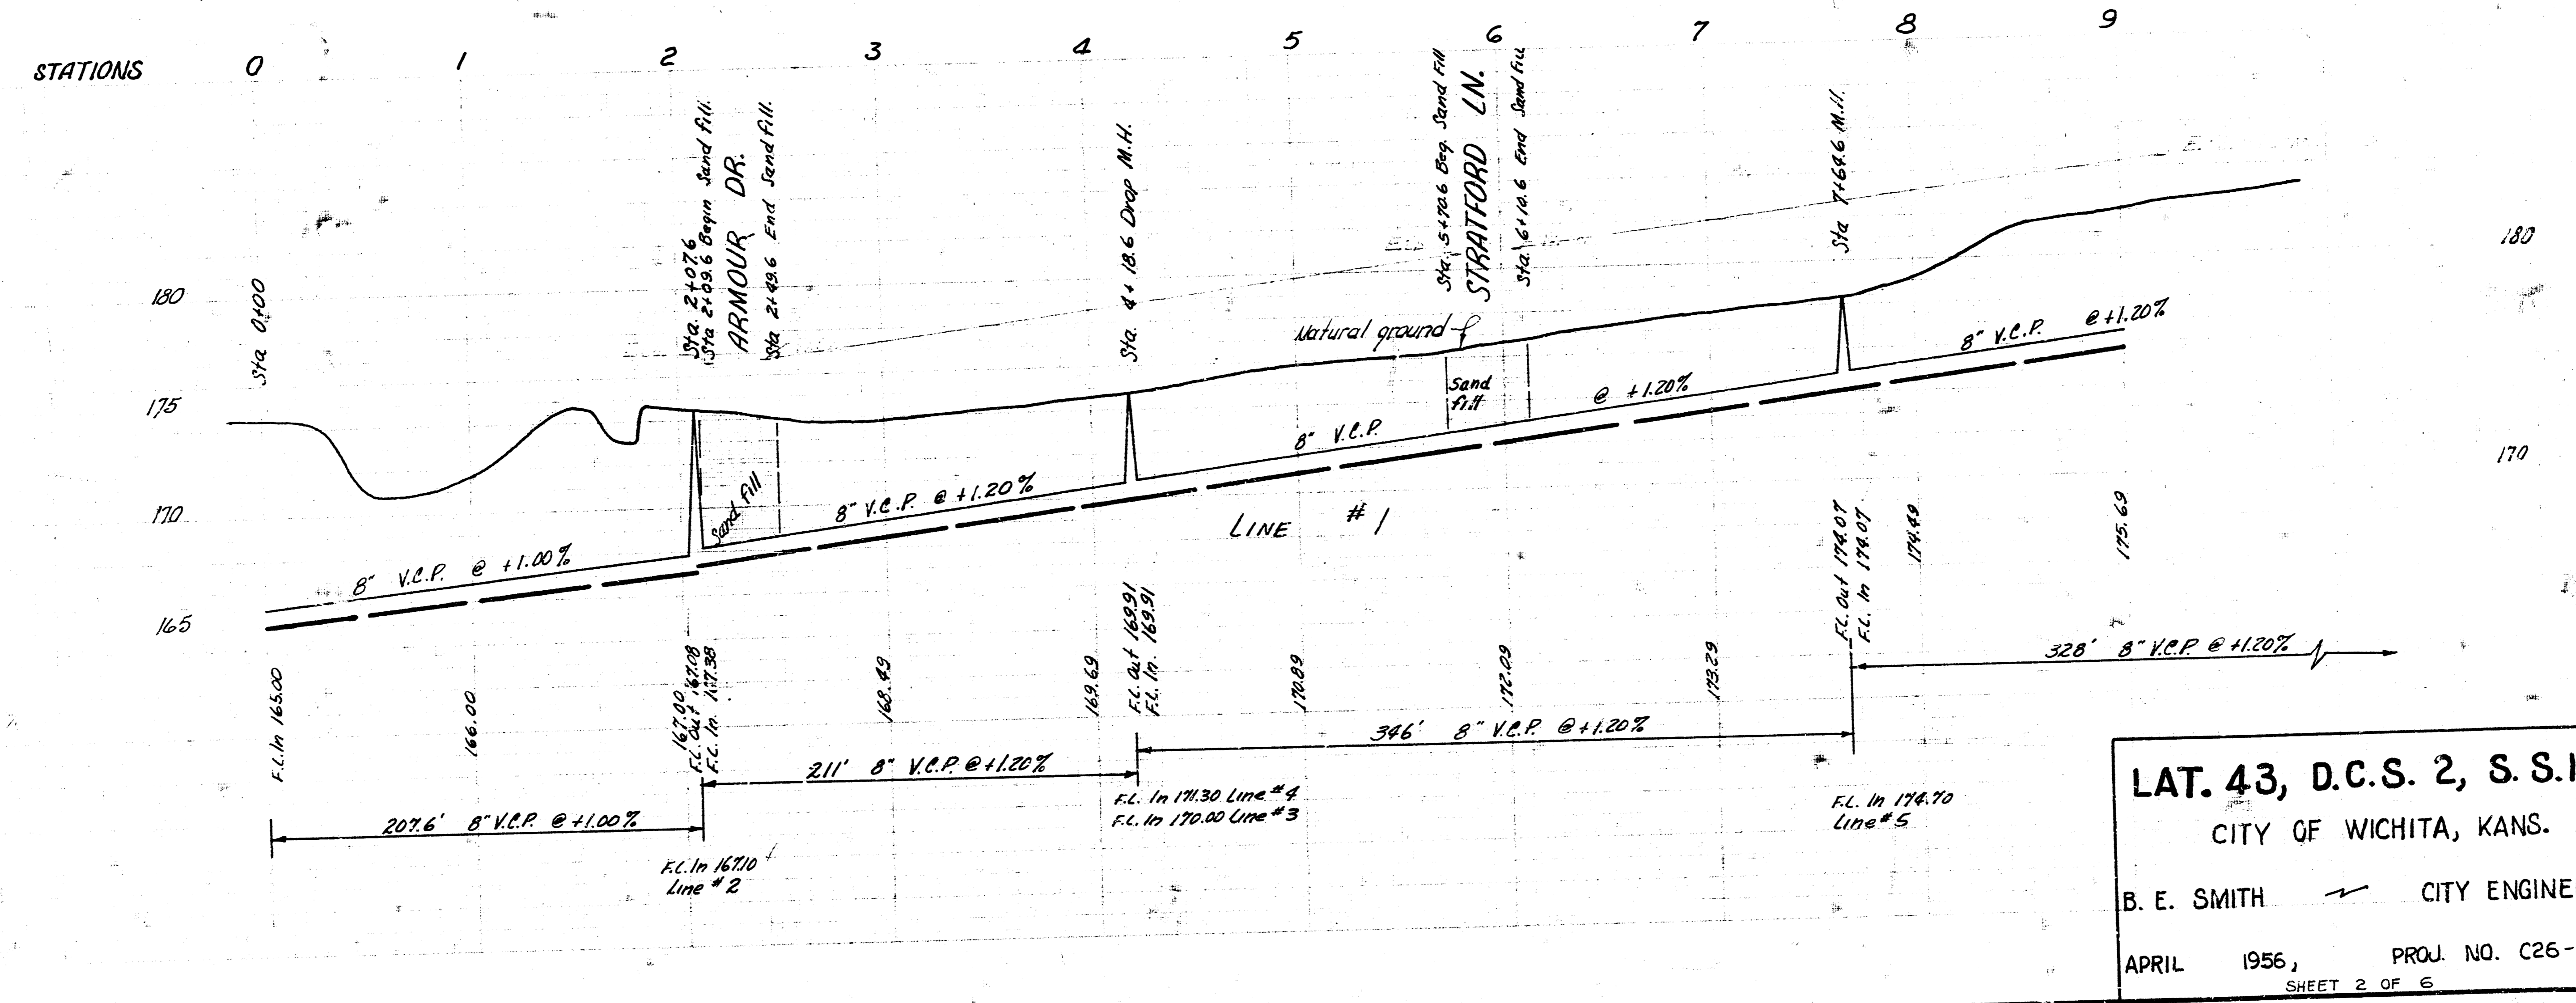 STATIONS 0 1 2 3 4 5 6 7 8 9
Sta 0+00
Sta. 2+07.6
Sta 2+09.6 Begin Sand Fill.
ARMOUR DR.
Sta 2+49.6 End Sand Fill.
Sta. 4+18.6 Drop M.H.
Sta. 5+70.6 Beg. Sand Fill
STRATFORD LN.
Sta. 6+10.6 End Sand Fill
Sta 7+64.6 M.H.
180
175
170
165
180
170
Natural ground
Sand fill
Sand
fill
8" V.C.P. @ +1.00%
8" V.C.P. @ +1.20%
8" V.C.P.
@ +1.20%
8" V.C.P. @ +1.20%
LINE #1
F.L. In 165.00
166.00
167.00
F.L. Out 167.08
F.L. In. 167.38
168.49
169.69
F.L. Out 169.91
F.L. In. 169.91
170.89
172.09
173.29
F.L. Out 174.07
F.L. In 174.07
174.49
175.69
328' 8" V.C.P. @ +1.20%
346' 8" V.C.P. @ +1.20%
211' 8" V.C.P. @ +1.20%
207.6' 8" V.C.P. @ +1.00%
F.L. In 167.10
Line #2
F.L. In 171.30 Line #4
F.L. In 170.00 Line #3
F.L. In 174.70
Line #5
LAT. 43, D.C.S. 2, S.S.
CITY OF WICHITA, KANS.
B. E. SMITH CITY ENGINE
APRIL 1956, PROJ. NO. C26-
SHEET 2 OF 6